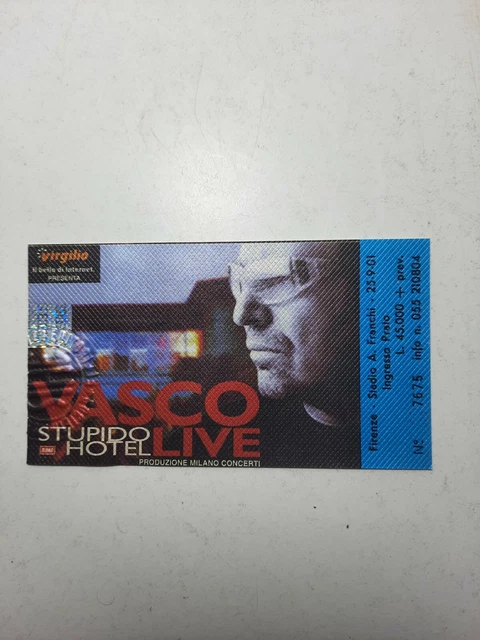 virgilio
Il bello di Internet.
PRESENTA
VASCO
STUPIDO
HOTEL LIVE
EMI
PRODUZIONE MILANO CONCERTI
Firenze Stadio A. Franchi - 25.9.01
Ingresso Prato
L. 45.000 + prev.
N° 7675 info n. 055 210804